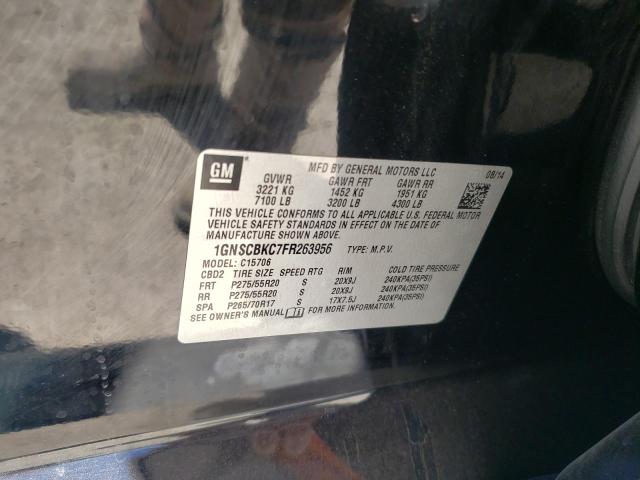 GM
MFD BY GENERAL MOTORS LLC 08/14
GVWR GAWR FRT GAWR RR
3221 KG 1452 KG 1951 KG
7100 LB 3200 LB 4300 LB
THIS VEHICLE CONFORMS TO ALL APPLICABLE U.S. FEDERAL MOTOR
VEHICLE SAFETY STANDARDS IN EFFECT ON THE DATE OF
MANUFACTURE SHOWN ABOVE.
1GNSCBKC7FR263956 TYPE: M.P.V.
MODEL: C15706
CBD2 TIRE SIZE SPEED RTG RIM COLD TIRE PRESSURE
FRT P275/55R20 S 20X9J 240KPA(35PSI)
RR P275/55R20 S 20X9J 240KPA(35PSI)
SPA P265/70R17 S 17X7.5J 240KPA(35PSI)
SEE OWNER'S MANUAL FOR MORE INFORMATION